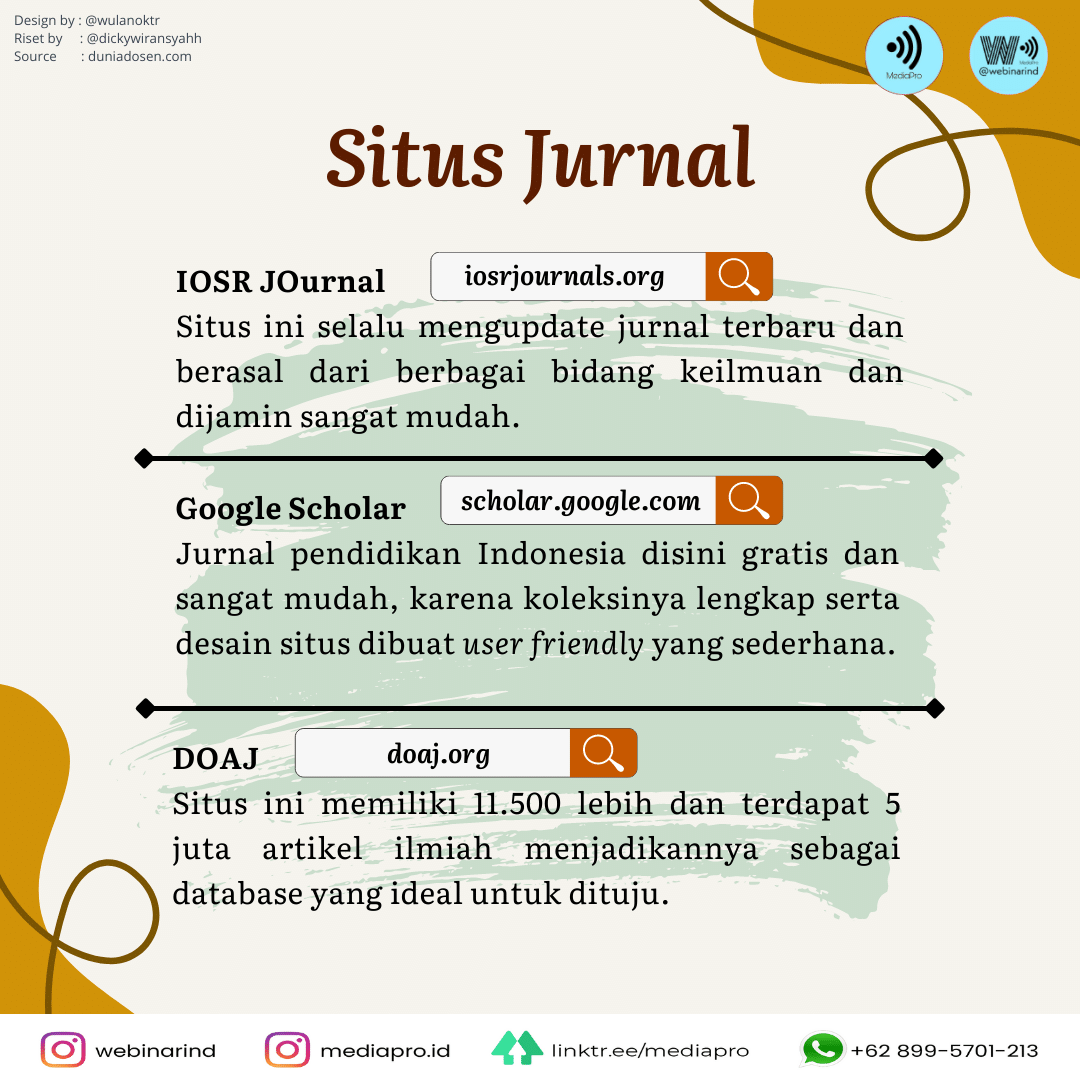 Design by : @wulanoktr
Riset by : @dickywiransyahh
Source : duniadosen.com
MediaPro
MediaPro
@webinarind
Situs Jurnal
IOSR JOurnal
iosrjournals.org
Situs ini selalu mengupdate jurnal terbaru dan
berasal dari berbagai bidang keilmuan dan
dijamin sangat mudah.
Google Scholar
scholar.google.com
Jurnal pendidikan Indonesia disini gratis dan
sangat mudah, karena koleksinya lengkap serta
desain situs dibuat user friendly yang sederhana.
DOAJ
doaj.org
Situs ini memiliki 11.500 lebih dan terdapat 5
juta artikel ilmiah menjadikannya sebagai
database yang ideal untuk dituju.
webinarind
mediapro.id
linktr.ee/mediapro
+62 899-5701-213